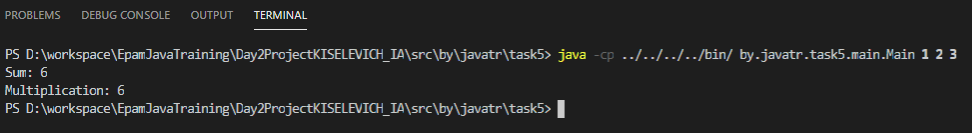 PROBLEMS DEBUG CONSOLE OUTPUT TERMINAL
PS D:\workspace\EpamJavaTraining\Day2ProjectKISELEVICH_IA\src\by\javatr\task5> java -cp ../../../../bin/ by.javatr.task5.main.Main 1 2 3
Sum: 6
Multiplication: 6
PS D:\workspace\EpamJavaTraining\Day2ProjectKISELEVICH_IA\src\by\javatr\task5>